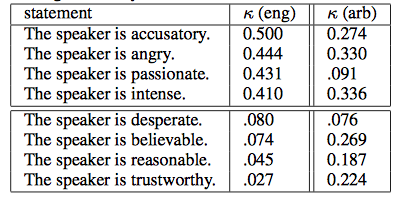 statement κ (eng) κ (arb)
The speaker is accusatory. 0.500 0.274
The speaker is angry. 0.444 0.330
The speaker is passionate. 0.431 .091
The speaker is intense. 0.410 0.336
The speaker is desperate. .080 .076
The speaker is believable. .074 0.269
The speaker is reasonable. .045 0.187
The speaker is trustworthy. .027 0.224